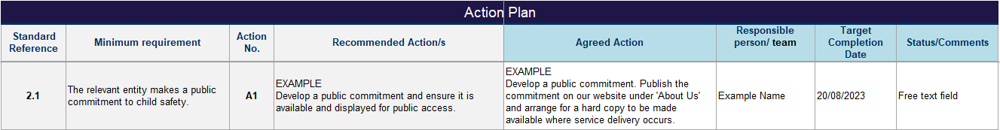 Action Plan
Standard
Reference
Minimum requirement
Action
No.
Recommended Action/s
Agreed Action
Responsible
person/ team
Target
Completion
Date
Status/Comments
2.1
The relevant entity makes a public
commitment to child safety.
A1
EXAMPLE
Develop a public commitment and ensure it is
available and displayed for public access.
EXAMPLE
Develop a public commitment. Publish the
commitment on our website under 'About Us'
and arrange for a hard copy to be made
available where service delivery occurs.
Example Name
20/08/2023
Free text field